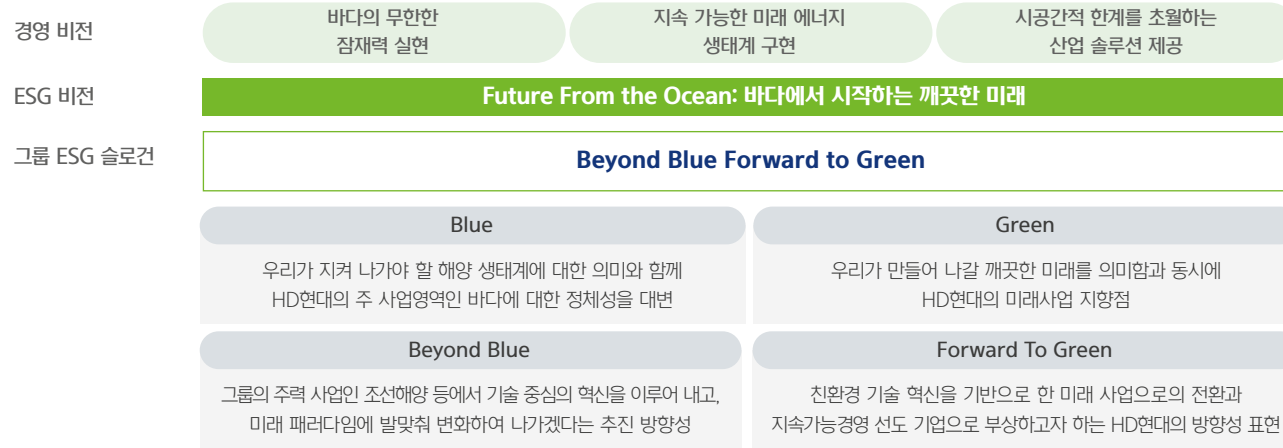 경영 비전
바다의 무한한
잠재력 실현
지속 가능한 미래 에너지
생태계 구현
시공간적 한계를 초월하는
산업 솔루션 제공
ESG 비전
Future From the Ocean: 바다에서 시작하는 깨끗한 미래
그룹 ESG 슬로건
Beyond Blue Forward to Green
Blue
우리가 지켜 나가야 할 해양 생태계에 대한 의미와 함께
HD현대의 주 사업영역인 바다에 대한 정체성을 대변
Green
우리가 만들어 나갈 깨끗한 미래를 의미함과 동시에
HD현대의 미래사업 지향점
Beyond Blue
그룹의 주력 사업인 조선해양 등에서 기술 중심의 혁신을 이루어 내고,
미래 패러다임에 발맞춰 변화하여 나가겠다는 추진 방향성
Forward To Green
친환경 기술 혁신을 기반으로 한 미래 사업으로의 전환과
지속가능경영 선도 기업으로 부상하고자 하는 HD현대의 방향성 표현